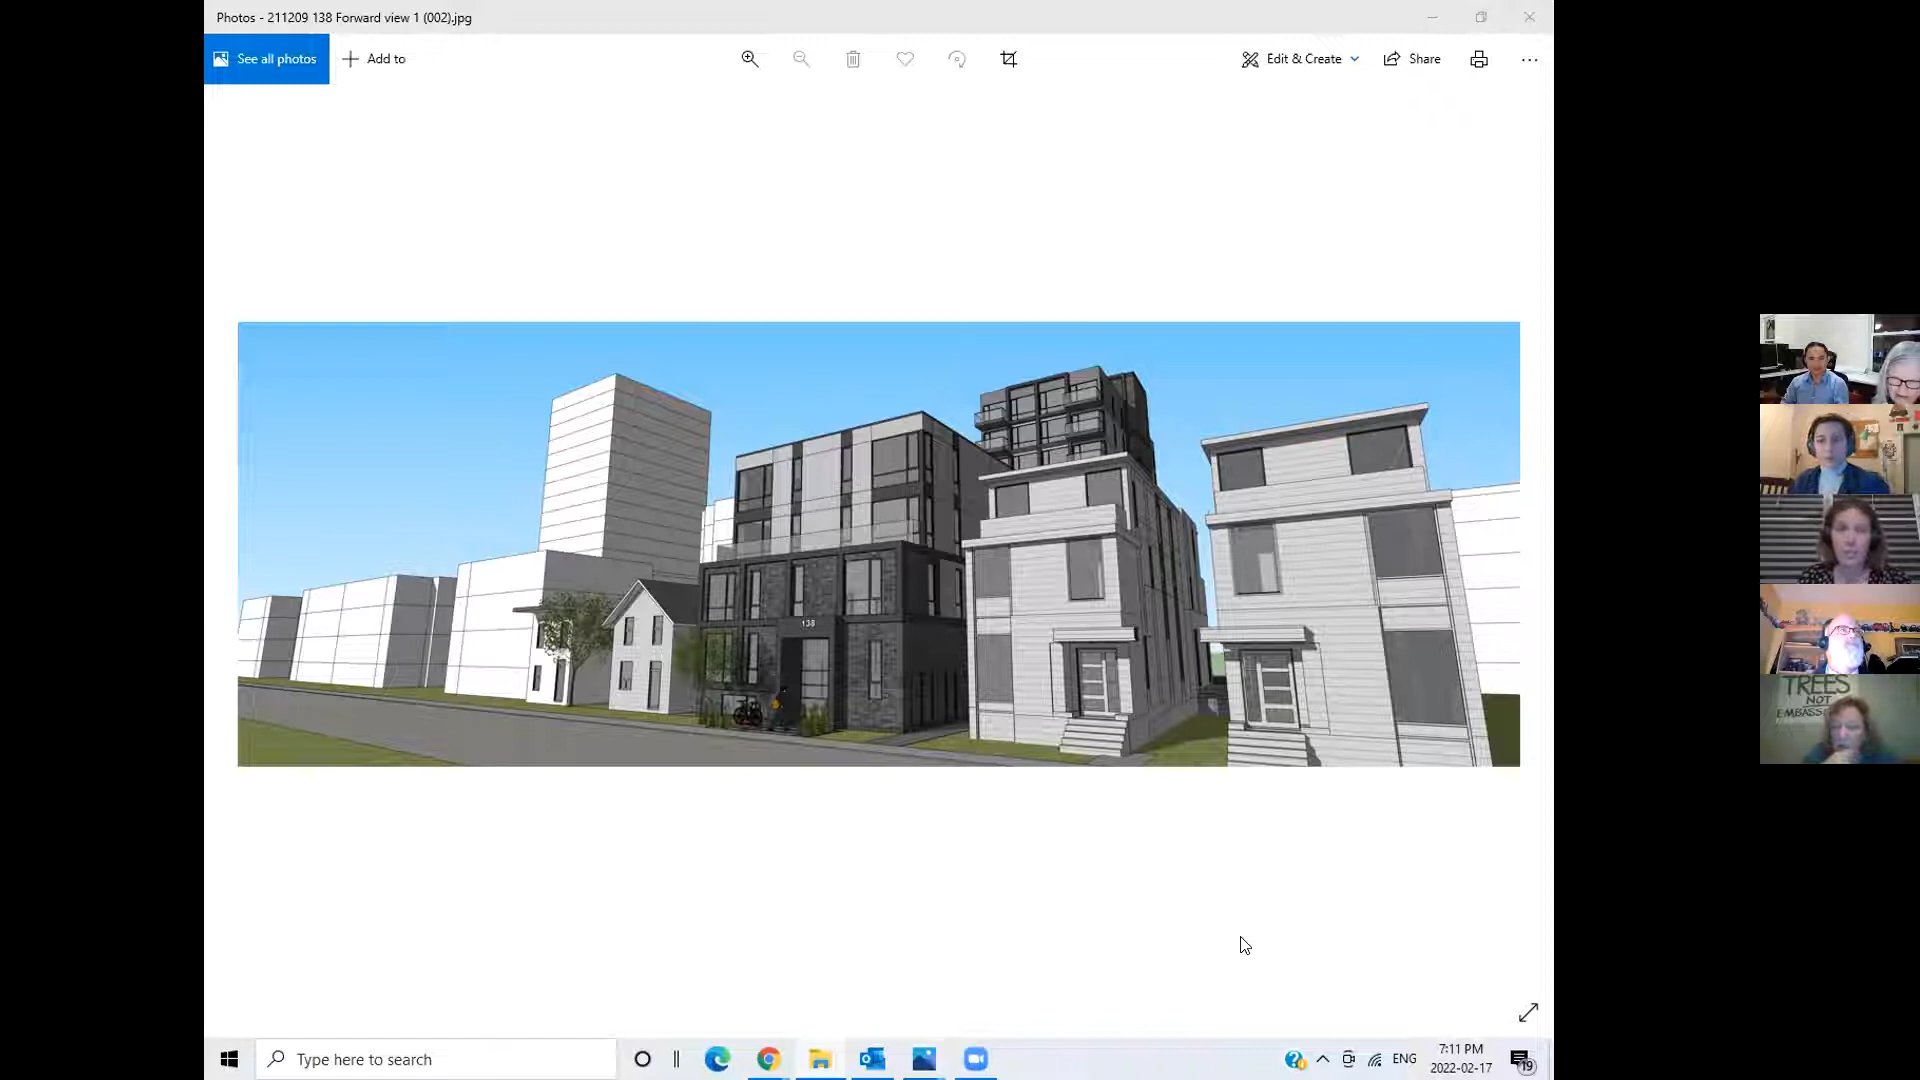 Photos - 211209 138 Forward view 1 (002).jpg
See all photos
Add to
Edit & Create
Share
138
TREES
NOT
Type here to search
ENG
7:11 PM
2022-02-17
19